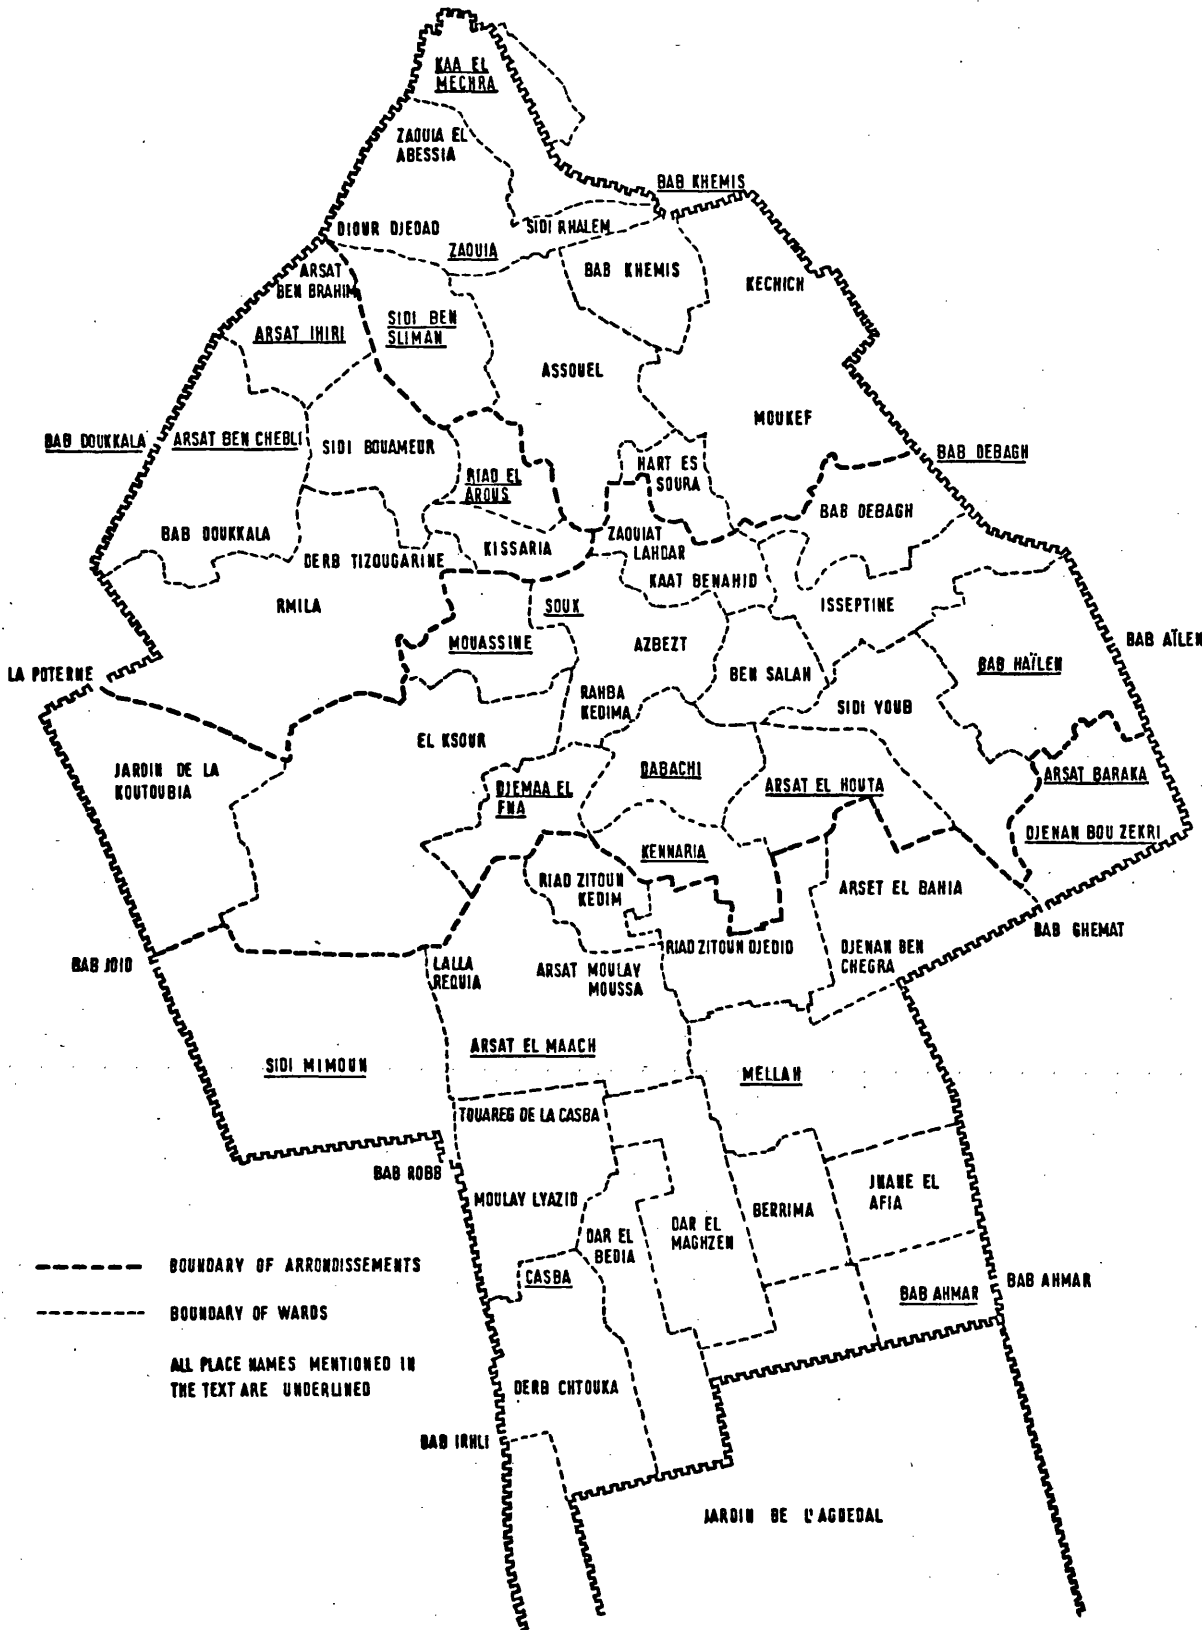 KAA EL
MECHRA
ZAOUIA EL
ABESSIA
BAB KHEMIS
DIOUR DJEDAD
SIDI RHALEM
ZAOUIA
ARSAT
BEN BRAHIM
BAB KHEMIS
KECHICH
ARSAT IHIRI
SIDI BEN
SLIMAN
ASSOUEL
MOUKEF
BAB DOUKKALA
ARSAT BEN CHEBLI
SIDI BOUAMEUR
BAB DEBAGH
RIAD EL
AROUS
HART ES
SOURA
BAB DEBAGH
BAB DOUKKALA
DERB TIZOUGARINE
KISSARIA
ZAOUIAT
LAHDAR
KAAT BENAHID
RMILA
SOUK
ISSEPTINE
MOUASSINE
AZBEZT
BAB AÏLEN
LA POTERNE
BEN SALAH
BAB HAÏLEN
RAHBA
KEDIMA
SIDI YOUB
EL KSOUR
JARDIN DE LA
KOUTOUBIA
DJEMAA EL
FNA
DABACHI
ARSAT EL HOUTA
ARSAT BARAKA
DJENAN BOU ZEKRI
KENNARIA
RIAD ZITOUN
KEDIM
ARSET EL BAHIA
BAB GHEMAT
BAB JDID
LALLA
REQUIA
ARSAT MOULAY
MOUSSA
RIAD ZITOUN DJEDID
DJENAN BEN
CHEGRA
SIDI MIMOUN
ARSAT EL MAACH
MELLAH
TOUAREG DE LA CASBA
BAB ROBB
MOULAY LYAZID
DAR EL
BEDIA
DAR EL
MAGHZEN
BERRIMA
JNANE EL
AFIA
CASBA
BAB AHMAR
BAB AHMAR
BOUNDARY OF ARRONDISSEMENTS
BOUNDARY OF WARDS
ALL PLACE NAMES MENTIONED IN
THE TEXT ARE UNDERLINED
DERB CHTOUKA
BAB IRHLI
JARDIN DE L'AGUEDAL